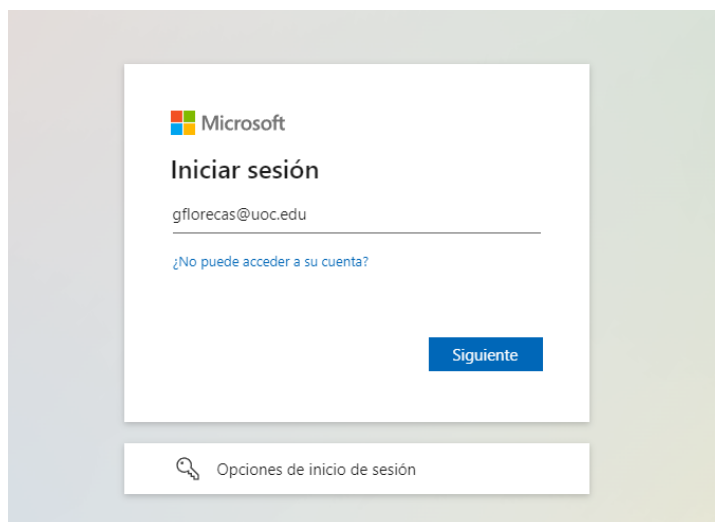 Microsoft
Iniciar sesión
gflorecas@uoc.edu
¿No puede acceder a su cuenta?
Siguiente
Opciones de inicio de sesión